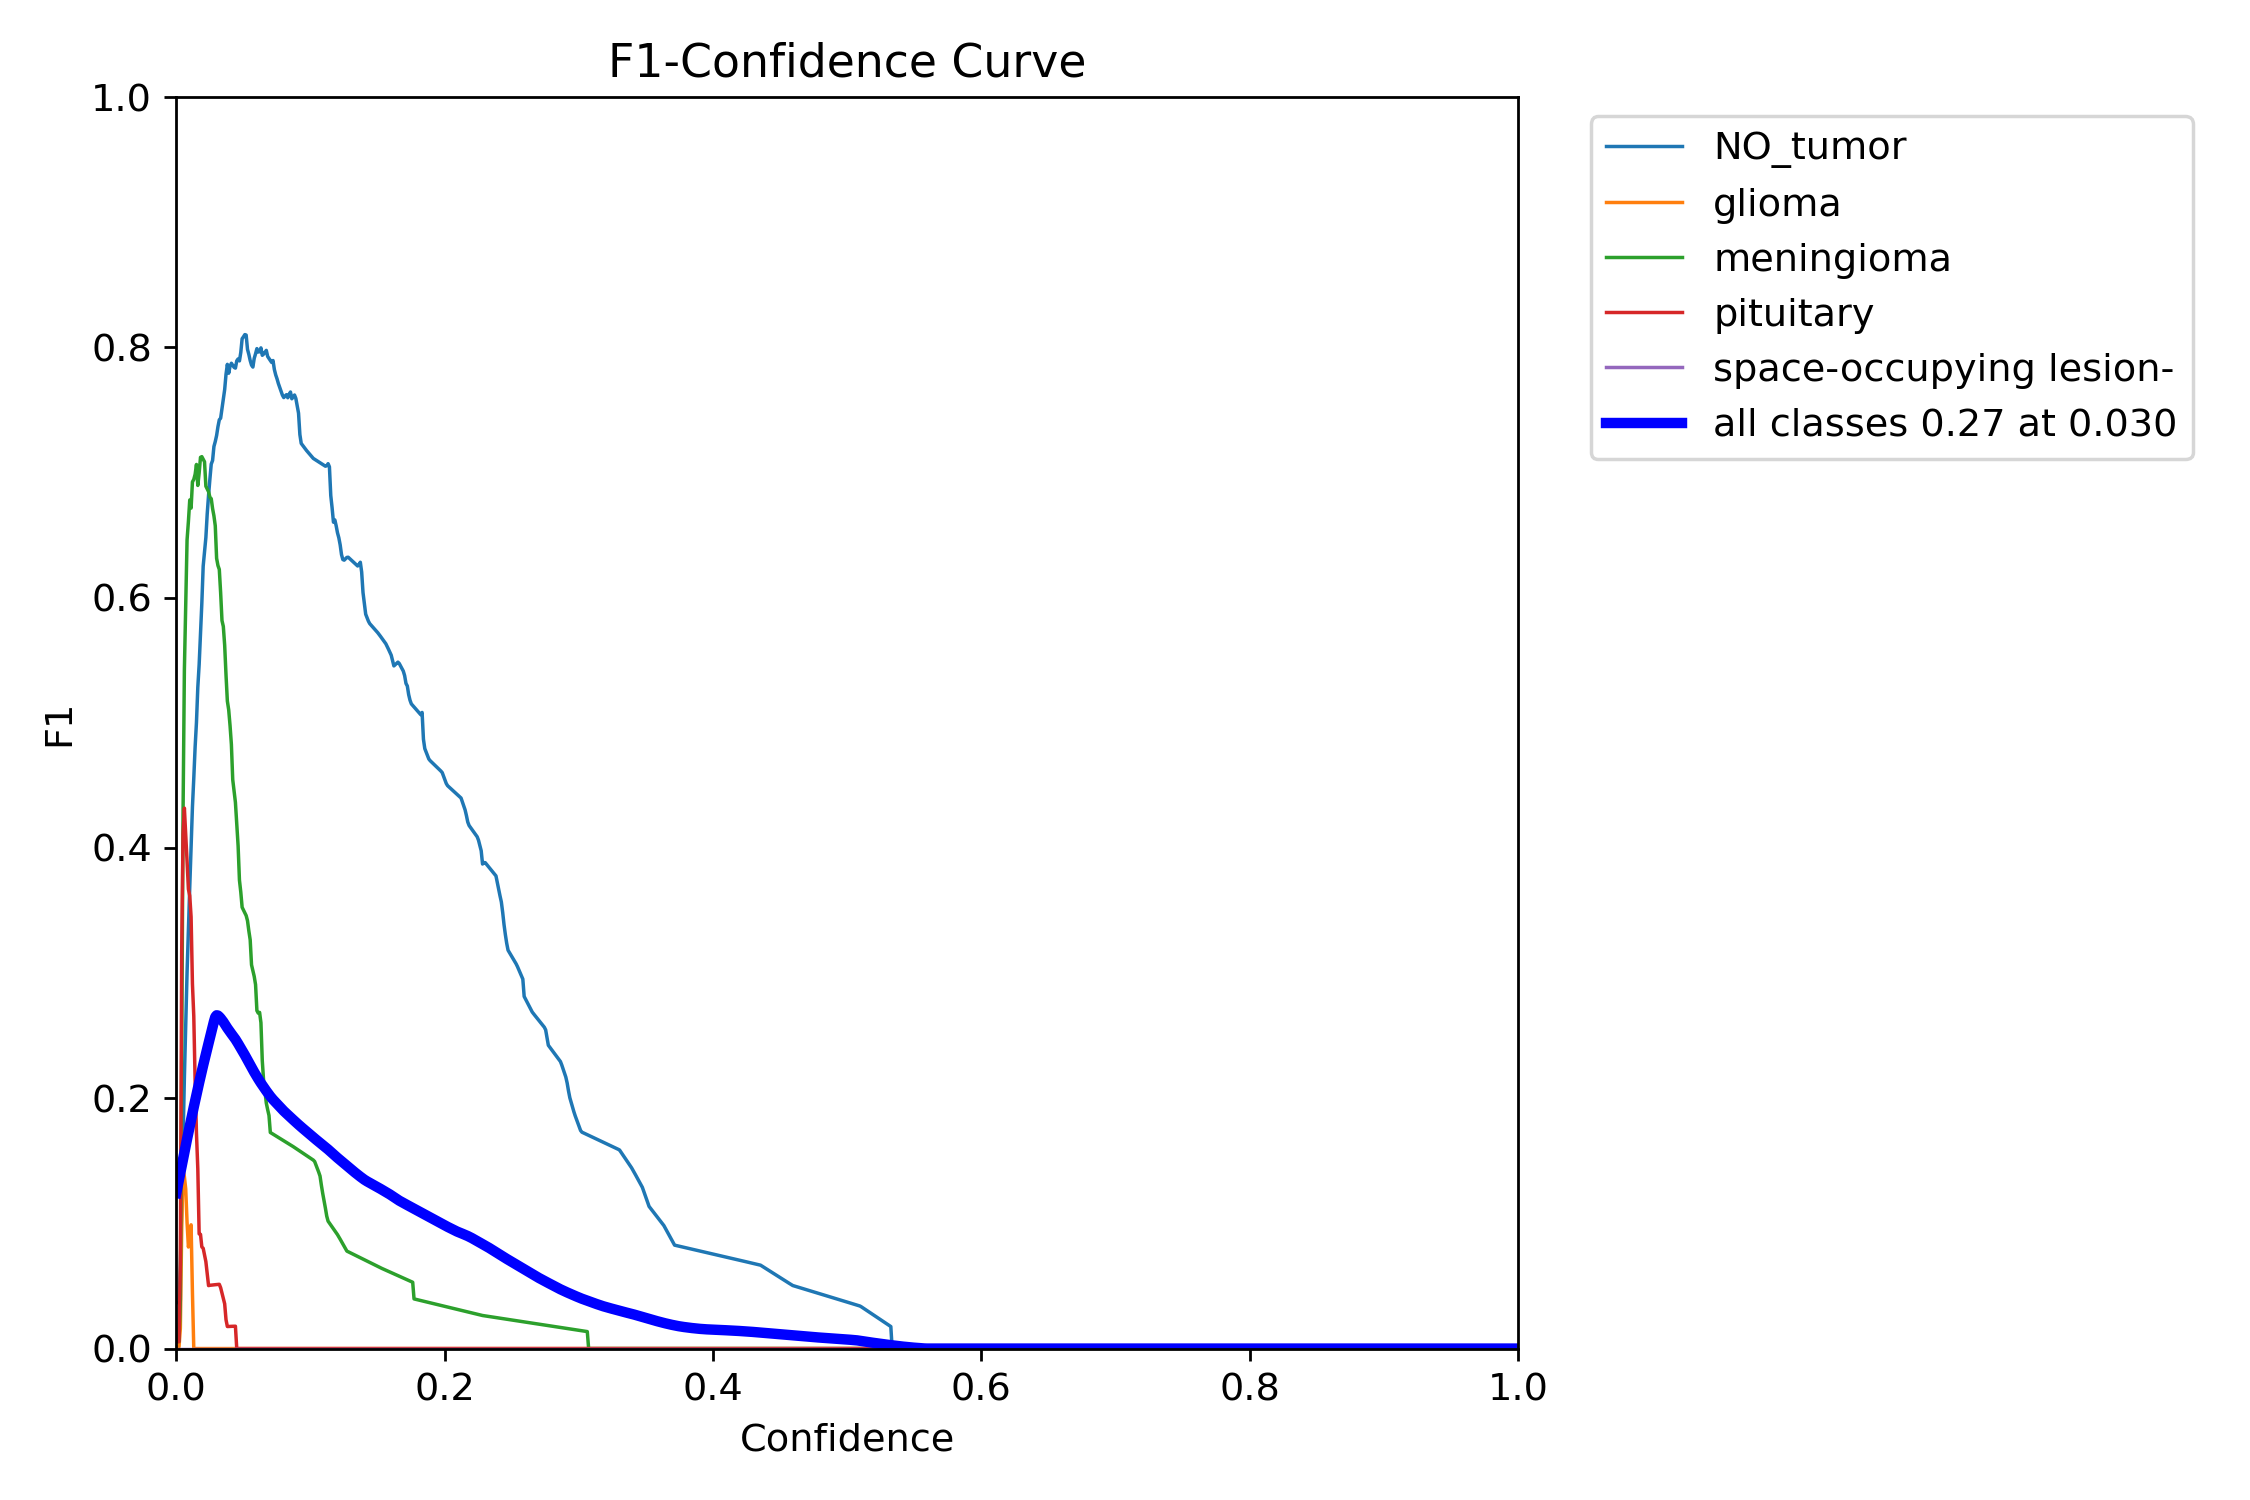 F1-Confidence Curve
1.0
0.8
0.6
0.4
0.2
0.0
F1
0.0 0.2 0.4 0.6 0.8 1.0
Confidence
NO_tumor
glioma
meningioma
pituitary
space-occupying lesion-
all classes 0.27 at 0.030